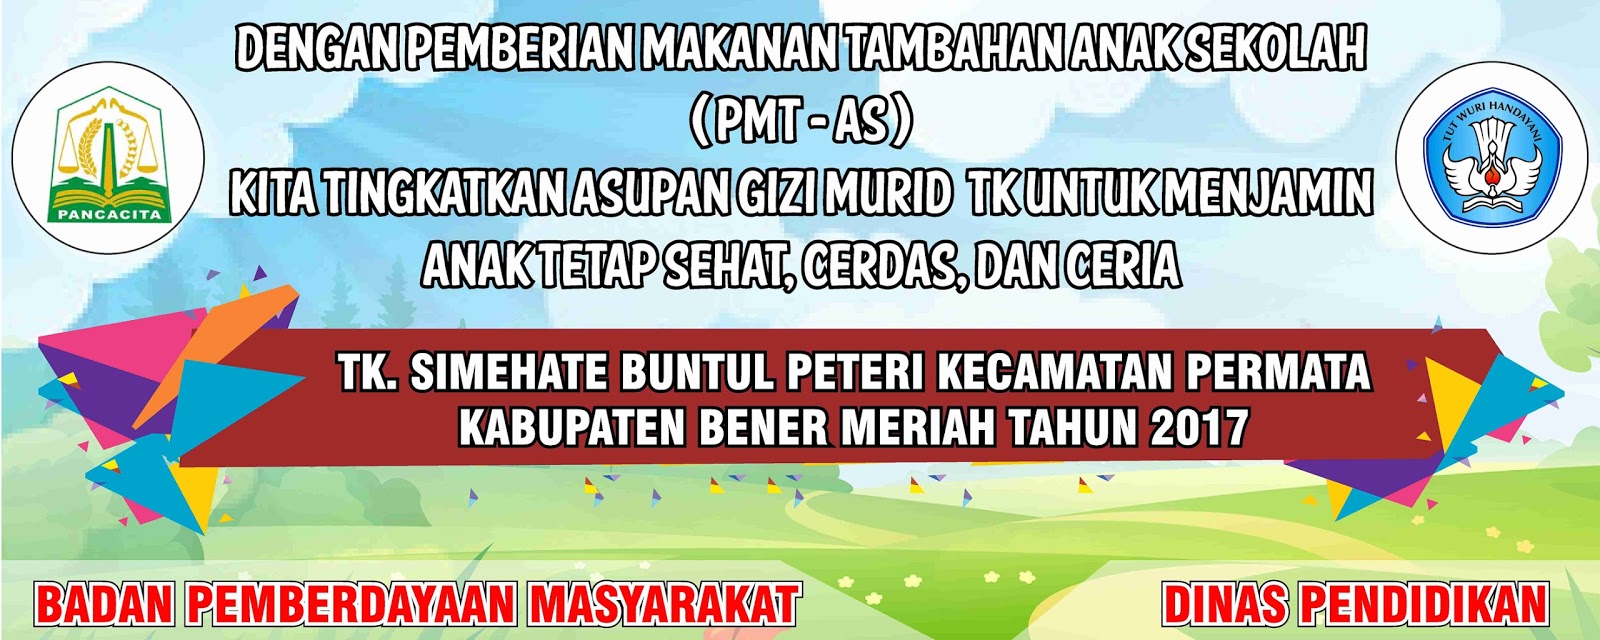 DENGAN PEMBERIAN MAKANAN TAMBAHAN ANAK SEKOLAH
( PMT - AS )
KITA TINGKATKAN ASUPAN GIZI MURID TK UNTUK MENJAMIN
ANAK TETAP SEHAT, CERDAS, DAN CERIA
PANCACITA
TUT WURI HANDAYANI
TK. SIMEHATE BUNTUL PETERI KECAMATAN PERMATA
KABUPATEN BENER MERIAH TAHUN 2017
BADAN PEMBERDAYAAN MASYARAKAT
DINAS PENDIDIKAN